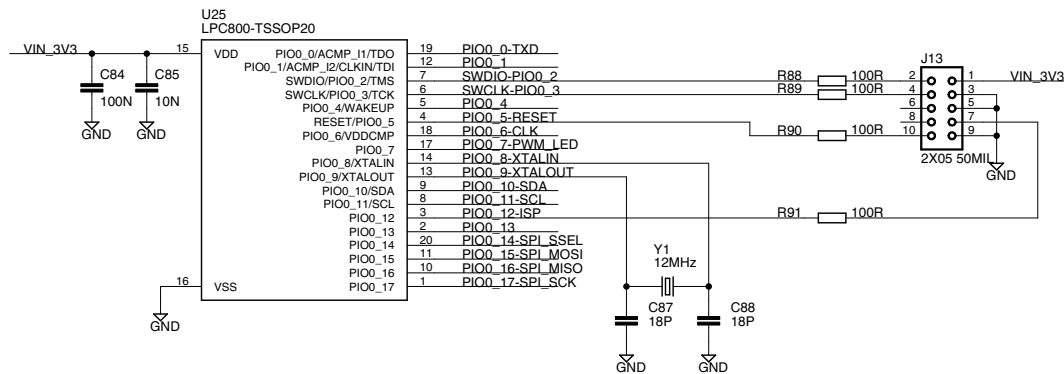 U25
LPC800-TSSOP20
VIN_3V3
15
VDD
C84
100N
C85
10N
GND
GND
PIO0_0/ACMP_I1/TDO 19 PIO0_0-TXD
PIO0_1/ACMP_I2/CLKIN/TDI 12 PIO0_1
SWDIO/PIO0_2/TMS 7 SWDIO-PIO0_2
SWCLK/PIO0_3/TCK 6 SWCLK-PIO0_3
PIO0_4/WAKEUP 5 PIO0_4
RESET/PIO0_5 4 PIO0_5-RESET
PIO0_6/VDDCMP 18 PIO0_6-CLK
PIO0_7 17 PIO0_7-PWM_LED
PIO0_8/XTALIN 14 PIO0_8-XTALIN
PIO0_9/XTALOUT 13 PIO0_9-XTALOUT
PIO0_10/SDA 9 PIO0_10-SDA
PIO0_11/SCL 8 PIO0_11-SCL
PIO0_12 3 PIO0_12-ISP
PIO0_13 2 PIO0_13
PIO0_14 20 PIO0_14-SPI_SSEL
PIO0_15 11 PIO0_15-SPI_MOSI
PIO0_16 10 PIO0_16-SPI_MISO
PIO0_17 1 PIO0_17-SPI_SCK
16
VSS
GND
R88 100R
R89 100R
R90 100R
R91 100R
J13
2 1 VIN_3V3
4 3
6 5
8 7
10 9
2X05 50MIL
GND
Y1
12MHz
C87
18P
C88
18P
GND
GND